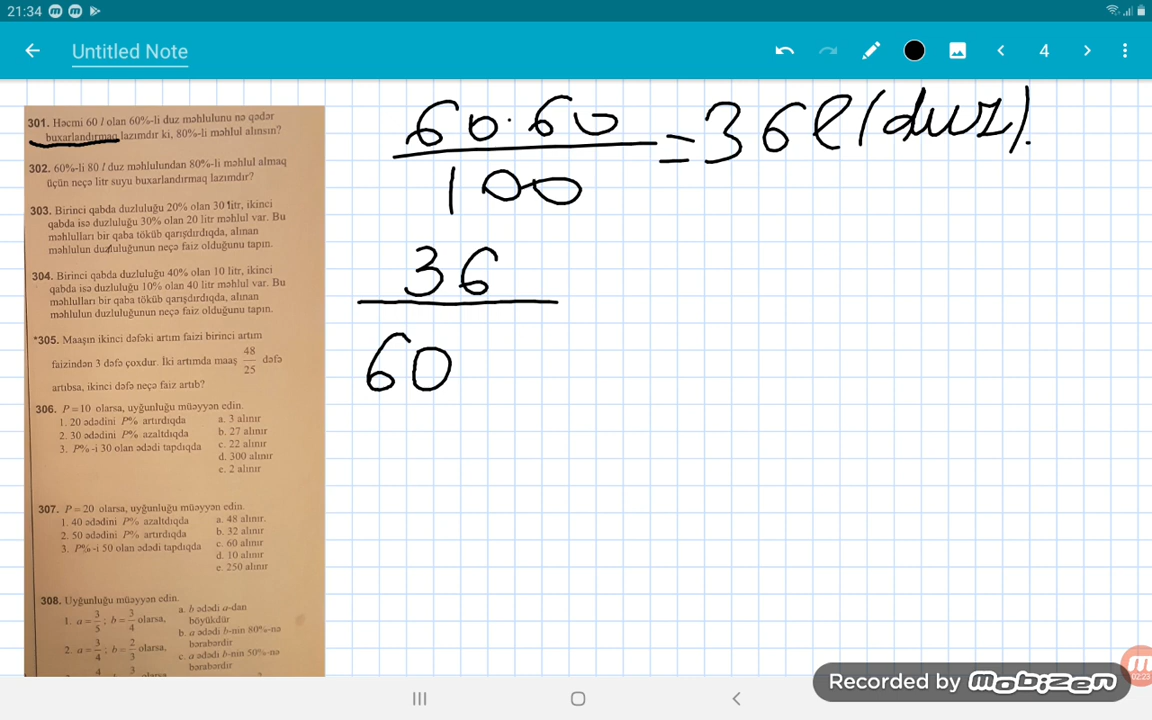 21:34
Untitled Note
4
301. Həcmi 60 l olan 60%-li duz məhlulunu nə qədər
buxarlandırmaq lazımdır ki, 80%-li məhlul alınsın?
302. 60%-li 80 l duz məhlulundan 80%-li məhlul almaq
üçün neçə litr suyu buxarlandırmaq lazımdır?
303. Birinci qabda duzluluğu 20% olan 30 litr, ikinci
qabda isə duzluluğu 30% olan 20 litr məhlul var. Bu
məhlulları bir qaba töküb qarışdırdıqda, alınan
məhlulun duzluluğunun neçə faiz olduğunu tapın.
304. Birinci qabda duzluluğu 40% olan 10 litr, ikinci
qabda isə duzluluğu 10% olan 40 litr məhlul var. Bu
məhlulları bir qaba töküb qarışdırdıqda, alınan
məhlulun duzluluğunun neçə faiz olduğunu tapın.
*305. Maaşın ikinci dəfəki artım faizi birinci artım
faizindən 3 dəfə çoxdur. İki artımda maaş 48/25 dəfə
artıbsa, ikinci dəfə neçə faiz artıb?
306. P=10 olarsa, uyğunluğu müəyyən edin.
1. 20 ədədini P% artırdıqda a. 3 alınır
2. 30 ədədini P% azaltdıqda b. 27 alınır
3. P%-i 30 olan ədədi tapdıqda c. 22 alınır
d. 300 alınır
e. 2 alınır
307. P=20 olarsa, uyğunluğu müəyyən edin.
1. 40 ədədini P% azaltdıqda a. 48 alınır.
2. 50 ədədini P% artırdıqda b. 32 alınır
3. P%-i 50 olan ədədi tapdıqda c. 60 alınır
d. 10 alınır
e. 250 alınır
308. Uyğunluğu müəyyən edin.
1. a=3/5; b=3/4 olarsa, a. b ədədi a-dan
böyükdür
b. a ədədi b-nin 80%-nə
bərabərdir
2. a=3/4; b=2/3 olarsa, c. a ədədi b-nin 50%-nə
bərabərdir
4 3
60·60/100 =36l(duz).
36/60
Recorded by mobizen
02:23